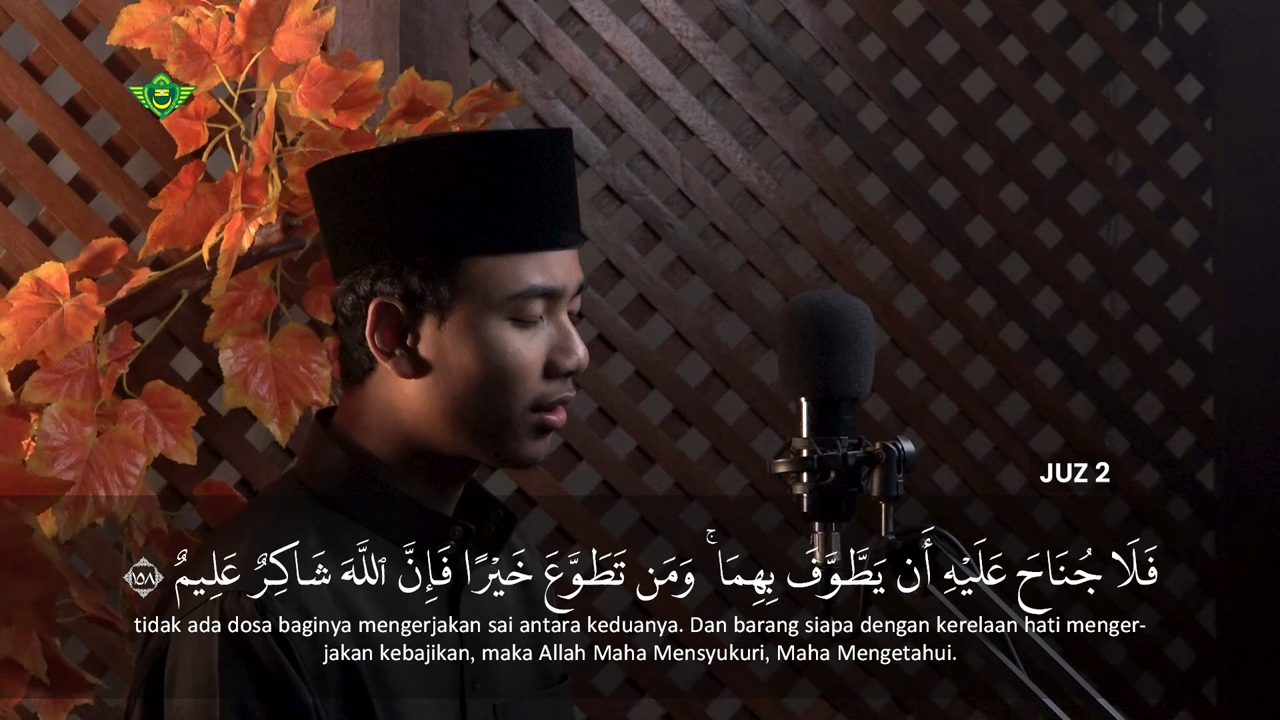 JUZ 2
فَلَا جُنَاحَ عَلَيْهِ أَن يَطَّوَّفَ بِهِمَا ۚ وَمَن تَطَوَّعَ خَيْرًا فَإِنَّ ٱللَّهَ شَاكِرٌ عَلِيمٌ ١٥٨
tidak ada dosa baginya mengerjakan sai antara keduanya. Dan barang siapa dengan kerelaan hati menger-
jakan kebajikan, maka Allah Maha Mensyukuri, Maha Mengetahui.